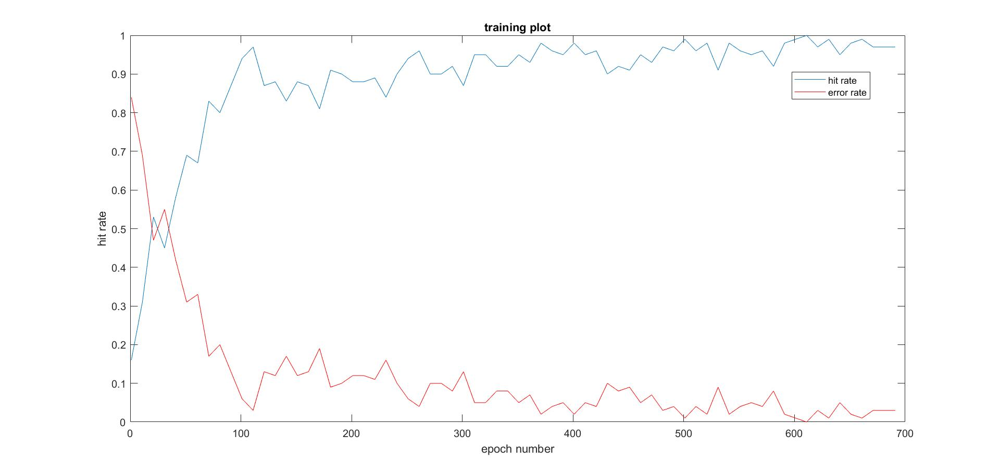 training plot
1
0.9
0.8
0.7
0.6
0.5
0.4
0.3
0.2
0.1
0
hit rate
hit rate
error rate
0 100 200 300 400 500 600 700
epoch number